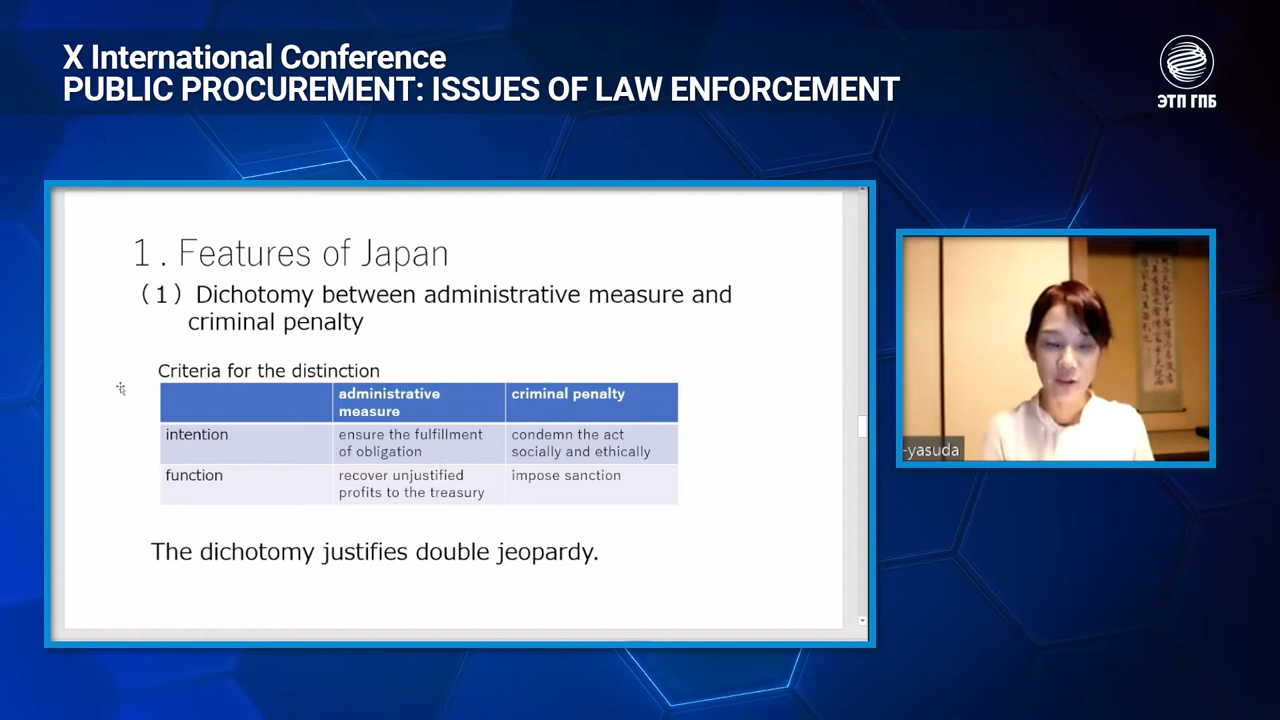 X International Conference
PUBLIC PROCUREMENT: ISSUES OF LAW ENFORCEMENT
ЭТП ГПБ
1. Features of Japan
（1）Dichotomy between administrative measure and
criminal penalty
Criteria for the distinction
administrative
measure
criminal penalty
intention
ensure the fulfillment
of obligation
condemn the act
socially and ethically
function
recover unjustified
profits to the treasury
impose sanction
The dichotomy justifies double jeopardy.
-yasuda